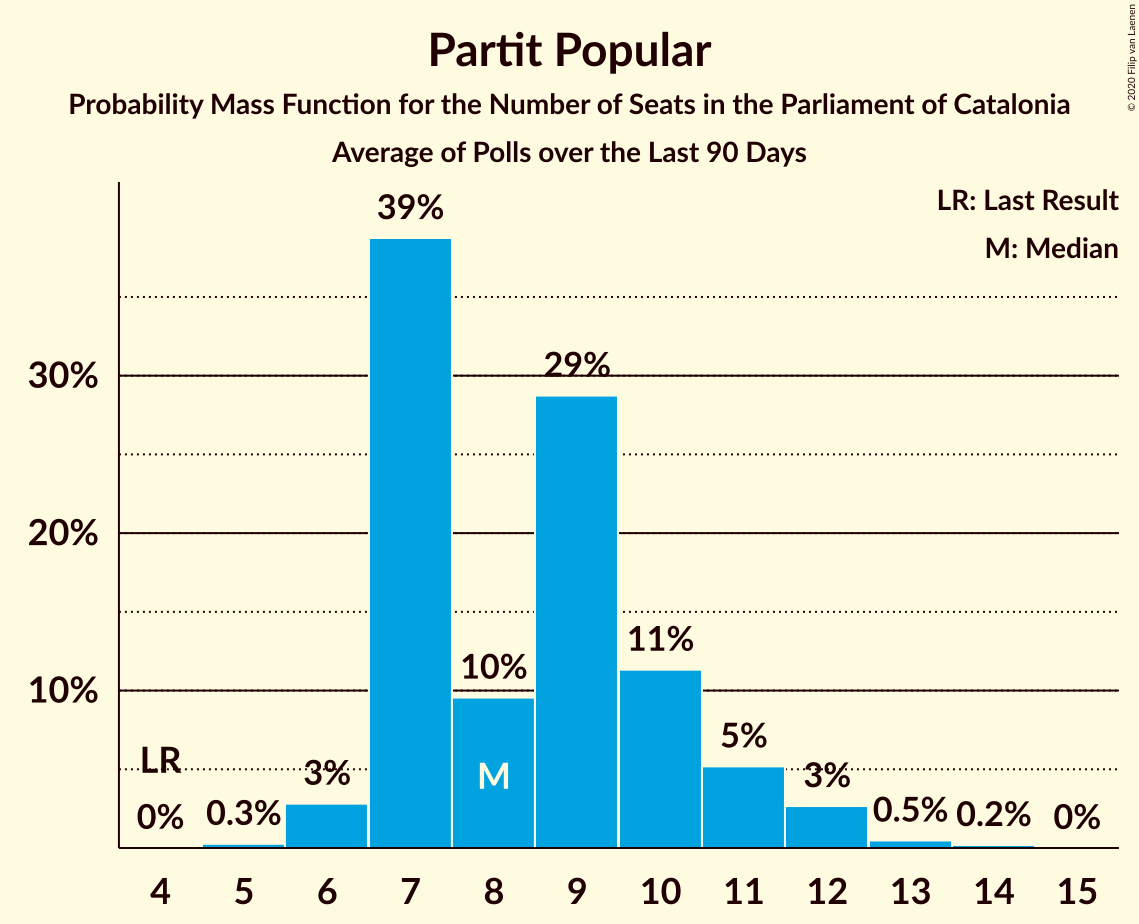 Partit Popular
Probability Mass Function for the Number of Seats in the Parliament of Catalonia
Average of Polls over the Last 90 Days
© 2020 Filip van Laenen
LR: Last Result
M: Median
39%
29%
30%
20%
11%
10%
10%
5%
LR
3%
M
3%
0%
0.3%
0.5%
0.2%
0%
4 5 6 7 8 9 10 11 12 13 14 15